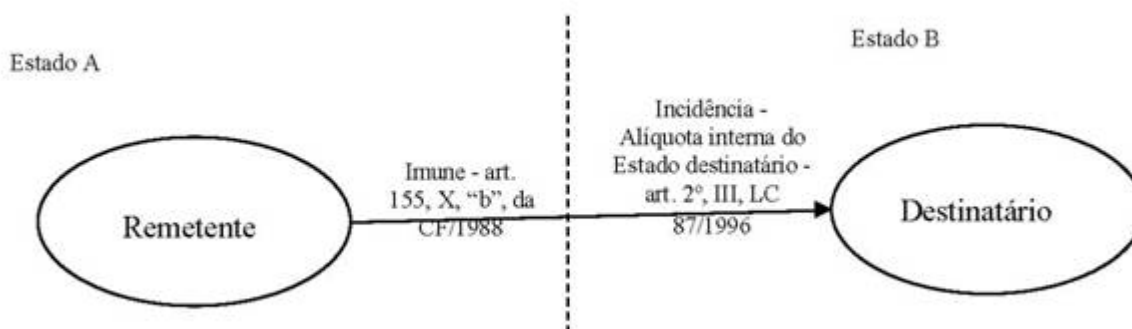 Estado A
Estado B
Incidência -
Alíquota interna do
Estado destinatário -
art. 2º, III, LC
87/1996
Imune - art.
155, X, “b”, da
CF/1988
Remetente
Destinatário